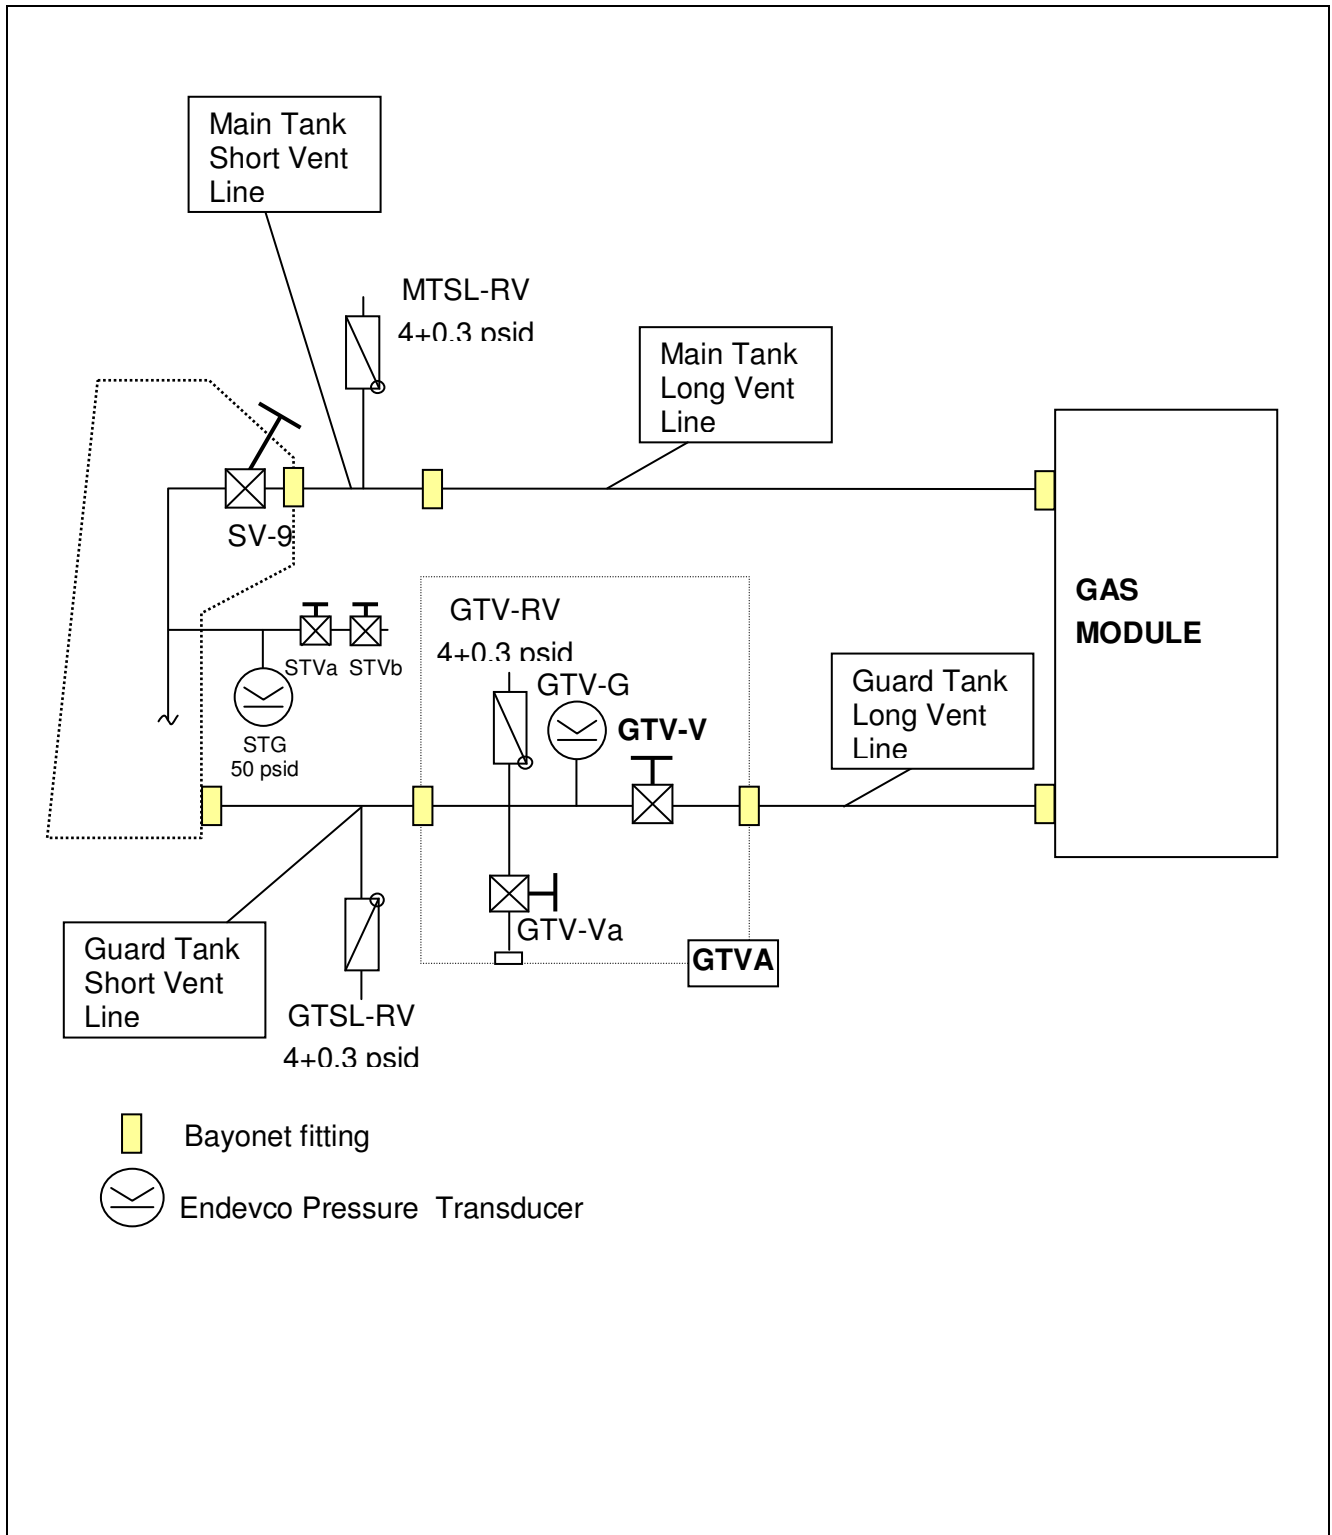 Main Tank
Short Vent
Line
MTSL-RV
4+0.3 psid
Main Tank
Long Vent
Line
SV-9
GAS
MODULE
GTV-RV
4+0.3 psid
STVa STVb
GTV-G
GTV-V
Guard Tank
Long Vent
Line
STG
50 psid
GTV-Va
GTVA
Guard Tank
Short Vent
Line
GTSL-RV
4+0.3 psid
Bayonet fitting
Endevco Pressure Transducer